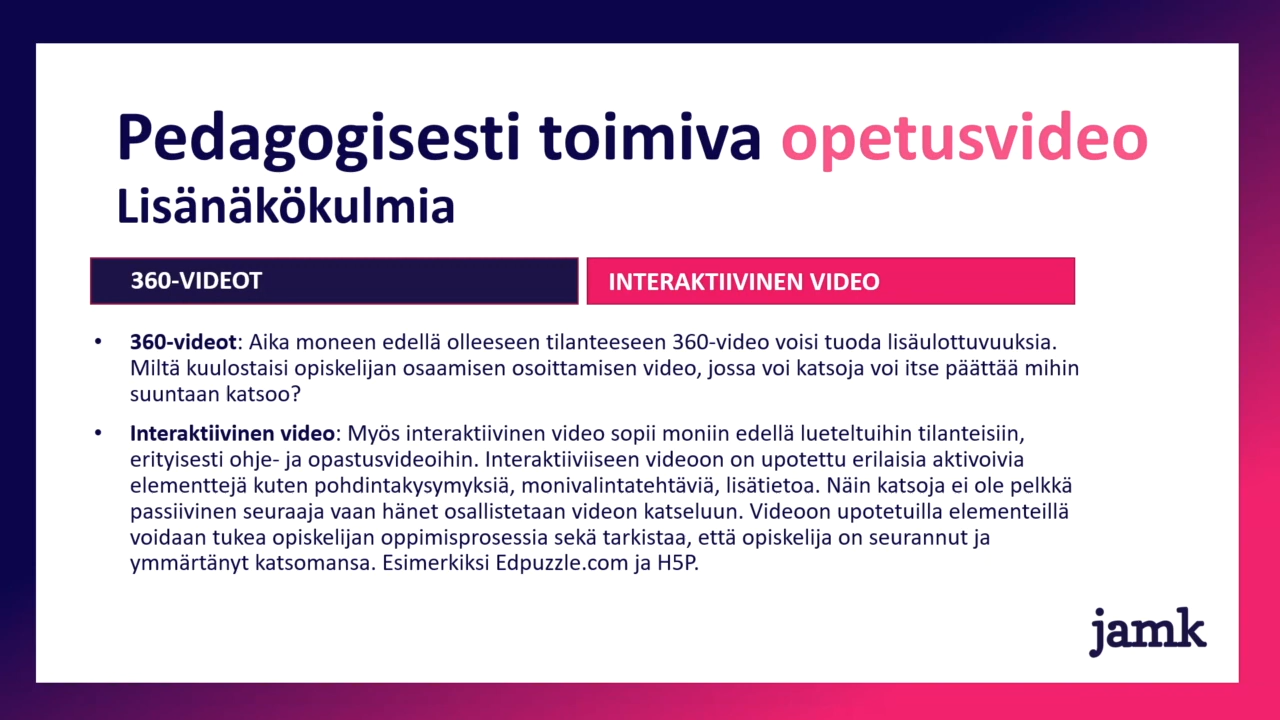 Pedagogisesti toimiva opetusvideo
Lisänäkökulmia
360-VIDEOT
INTERAKTIIVINEN VIDEO
• 360-videot: Aika moneen edellä olleeseen tilanteeseen 360-video voisi tuoda lisäulottuvuuksia.
Miltä kuulostaisi opiskelijan osaamisen osoittamisen video, jossa voi katsoja voi itse päättää mihin
suuntaan katsoo?
• Interaktiivinen video: Myös interaktiivinen video sopii moniin edellä lueteltuihin tilanteisiin,
erityisesti ohje- ja opastusvideoihin. Interaktiiviiseen videoon on upotettu erilaisia aktivoivia
elementtejä kuten pohdintakysymyksiä, monivalintatehtäviä, lisätietoa. Näin katsoja ei ole pelkkä
passiivinen seuraaja vaan hänet osallistetaan videon katseluun. Videoon upotetuilla elementeillä
voidaan tukea opiskelijan oppimisprosessia sekä tarkistaa, että opiskelija on seurannut ja
ymmärtänyt katsomansa. Esimerkiksi Edpuzzle.com ja H5P.
jamk